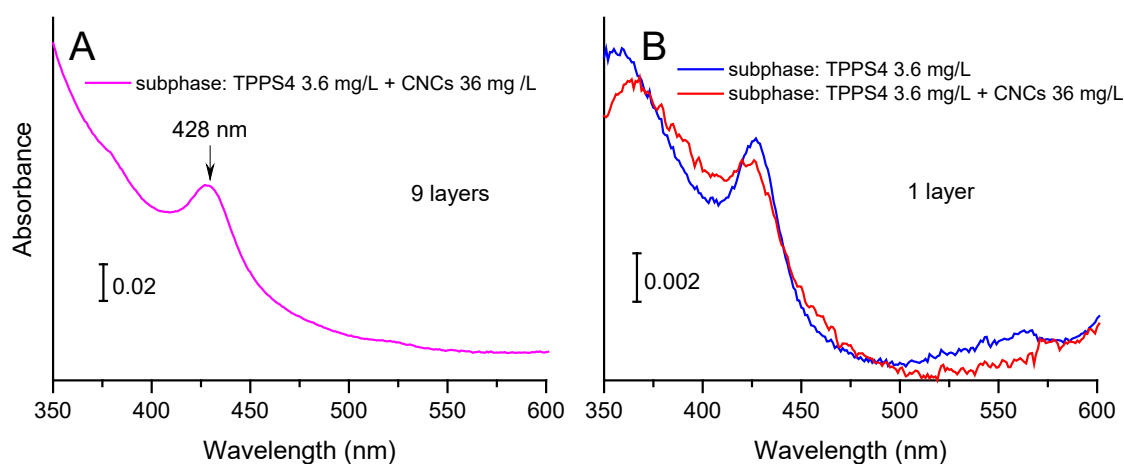 A
subphase: TPPS4 3.6 mg/L + CNCs 36 mg /L
428 nm
9 layers
0.02
Absorbance
350 400 450 500 550 600
Wavelength (nm)
B
subphase: TPPS4 3.6 mg/L
subphase: TPPS4 3.6 mg/L + CNCs 36 mg/L
1 layer
0.002
350 400 450 500 550 600
Wavelength (nm)